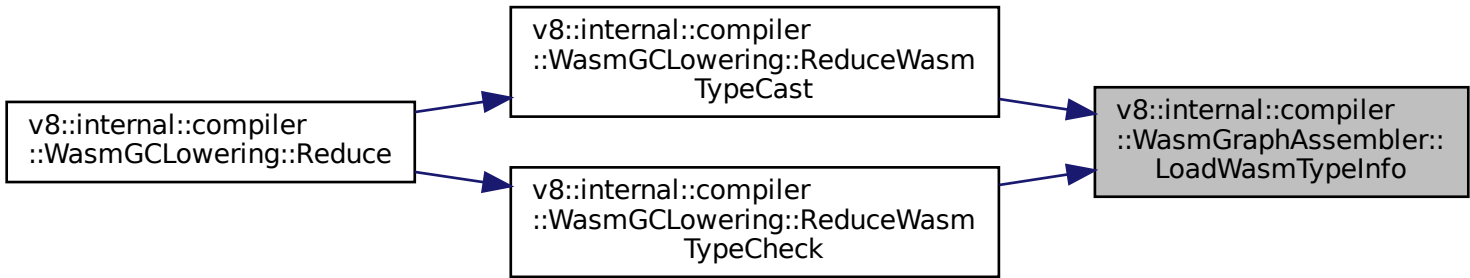 v8::internal::compiler
::WasmGCLowering::ReduceWasm
TypeCast
v8::internal::compiler
::WasmGCLowering::Reduce
v8::internal::compiler
::WasmGraphAssembler::
LoadWasmTypeInfo
v8::internal::compiler
::WasmGCLowering::ReduceWasm
TypeCheck